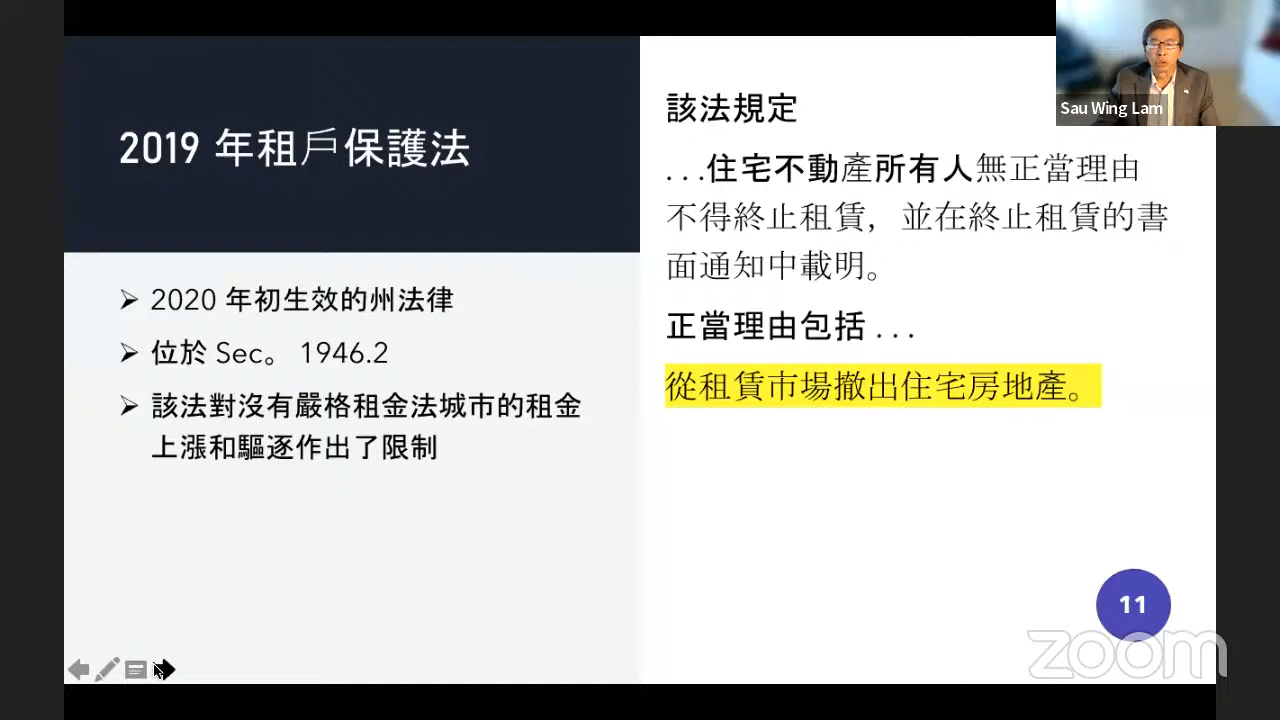 2019 年租戶保護法
2020 年初生效的州法律
位於 Sec。 1946.2
該法對沒有嚴格租金法城市的租金
上漲和驅逐作出了限制
該法規定
...住宅不動產所有人無正當理由
不得終止租賃，並在終止租賃的書
面通知中載明。
正當理由包括 ...
從租賃市場撤出住宅房地產。
Sau Wing Lam
11
zoom